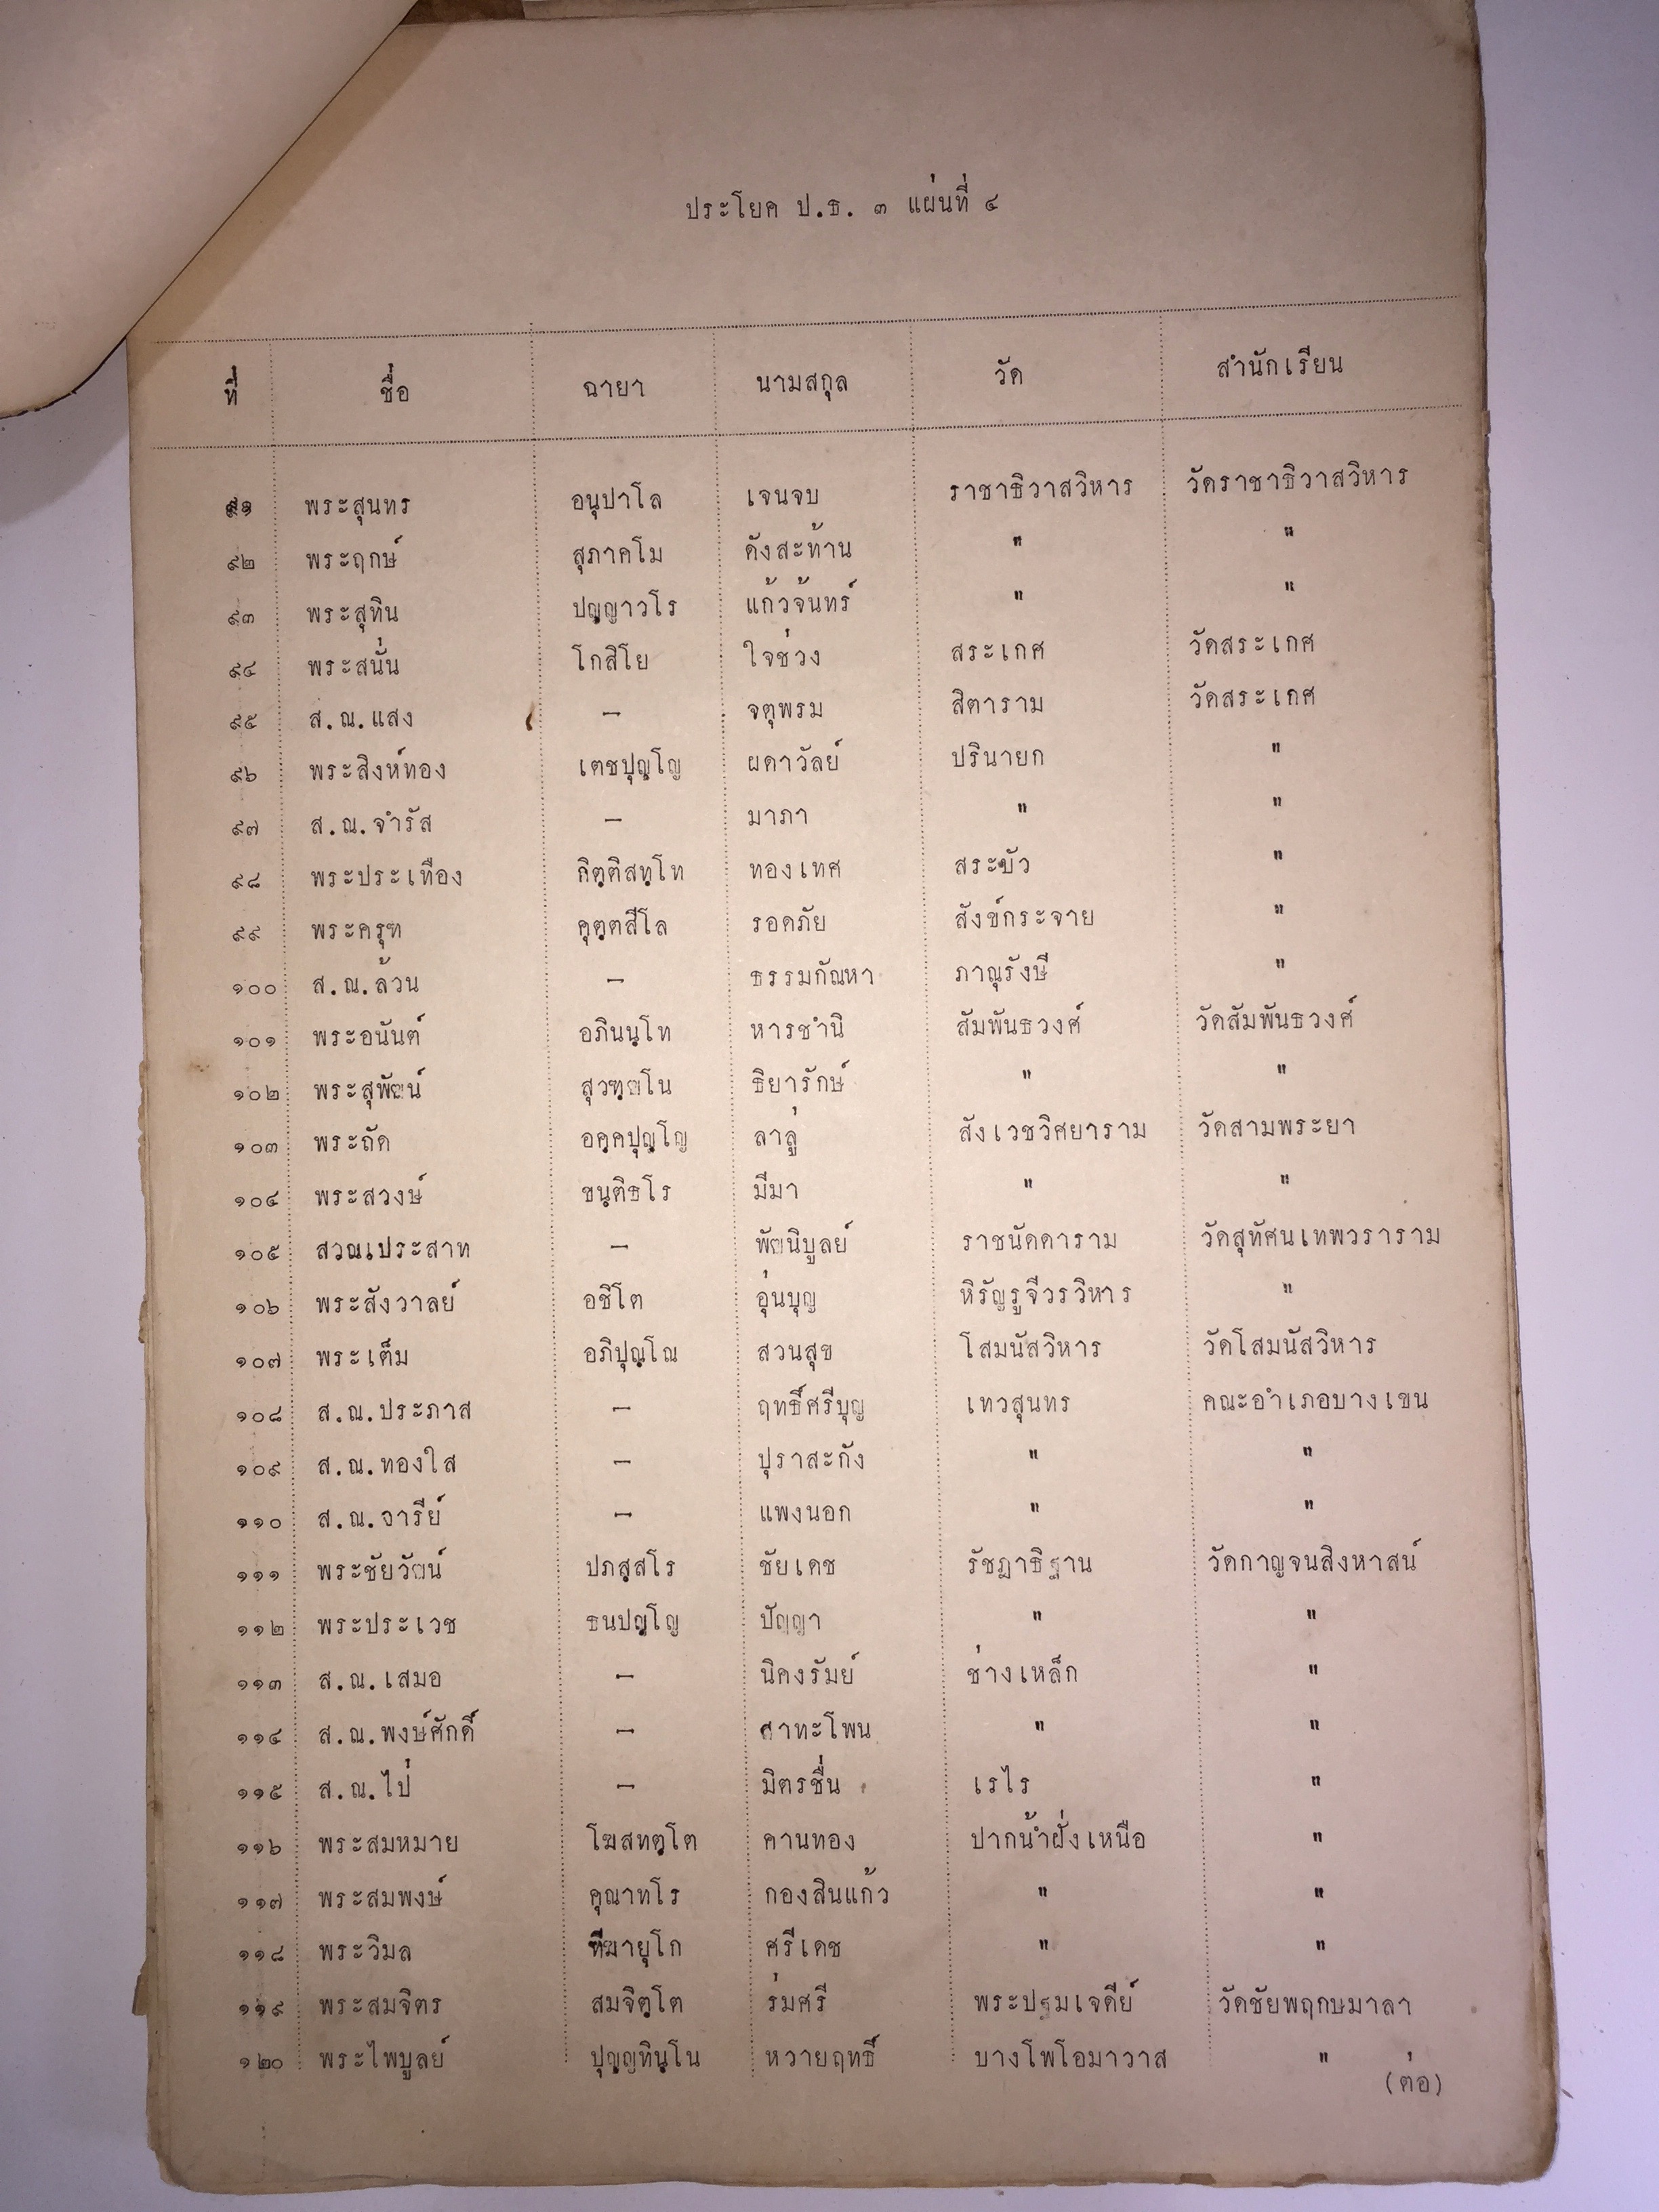 ประโยค ป.ธ. ๓ แผ่นที่ ๔
ที่ ชื่อ ฉายา นามสกุล วัด สำนักเรียน
๙๑ พระสุนทร อนุปาโล เจนจบ ราชาธิวาสวิหาร วัดราชาธิวาสวิหาร
๙๒ พระฤกษ์ สุภาคโม ดังสะท้าน " "
๙๓ พระสุทิน ปญฺญาวโร แก้วจันทร์ " "
๙๔ พระสนั่น โกสิโย ใจช่วง สระเกศ วัดสระเกศ
๙๕ ส.ณ.แสง — จตุพรม สิตาราม วัดสระเกศ
๙๖ พระสิงห์ทอง เตชปุญฺโญ ผดาวัลย์ ปรินายก "
๙๗ ส.ณ.จำรัส — มาภา " "
๙๘ พระประเทือง กิตฺติสทฺโท ทองเทศ สระบัว "
๙๙ พระครุฑ คุตฺตสีโล รอดภัย สังข์กระจาย "
๑๐๐ ส.ณ.ล้วน — ธรรมกัณหา ภาณุรังษี "
๑๐๑ พระอนันต์ อภินนฺโท หารชำนิ สัมพันธวงศ์ วัดสัมพันธวงศ์
๑๐๒ พระสุพัฒน์ สุวฑฺฒโน ธิยารักษ์ " "
๑๐๓ พระถัด อคฺคปุญฺโญ ลาลู่ สังเวชวิศยาราม วัดสามพระยา
๑๐๔ พระสวงษ์ ขนฺติธโร มีมา " "
๑๐๕ สวณเประสาท — พัฒนิบูลย์ ราชนัดดาราม วัดสุทัศนเทพวราราม
๑๐๖ พระสังวาลย์ อชิโต อุ่นบุญ หิรัญรูจีวรวิหาร "
๑๐๗ พระเต็ม อภิปุณฺโณ สวนสุข โสมนัสวิหาร วัดโสมนัสวิหาร
๑๐๘ ส.ณ.ประภาส — ฤทธิ์ศรีบุญ เทวสุนทร คณะอำเภอบางเขน
๑๐๙ ส.ณ.ทองใส — ปุราสะกัง " "
๑๑๐ ส.ณ.จารีย์ — แพงนอก " "
๑๑๑ พระชัยวัฒน์ ปภสฺสโร ชัยเดช รัชฎาธิฐาน วัดกาญจนสิงหาสน์
๑๑๒ พระประเวช ธนปญฺโญ ปัญญา " "
๑๑๓ ส.ณ.เสมอ — นิคงรัมย์ ช่างเหล็ก "
๑๑๔ ส.ณ.พงษ์ศักดิ์ — สาทะโพน " "
๑๑๕ ส.ณ.ไป่ — มิตรชื่น เรไร "
๑๑๖ พระสมหมาย โฆสทตฺโต คานทอง ปากน้ำฝั่งเหนือ "
๑๑๗ พระสมพงษ์ คุณาทโร กองสินแก้ว " "
๑๑๘ พระวิมล ทีฆายุโก ศรีเดช " "
๑๑๙ พระสมจิตร สมจิตฺโต ร่มศรี พระปฐมเจดีย์ วัดชัยพฤกษมาลา
๑๒๐ พระไพบูลย์ ปุญฺญทินฺโน หวายฤทธิ์ บางโพโอมาวาส "
(ต่อ)